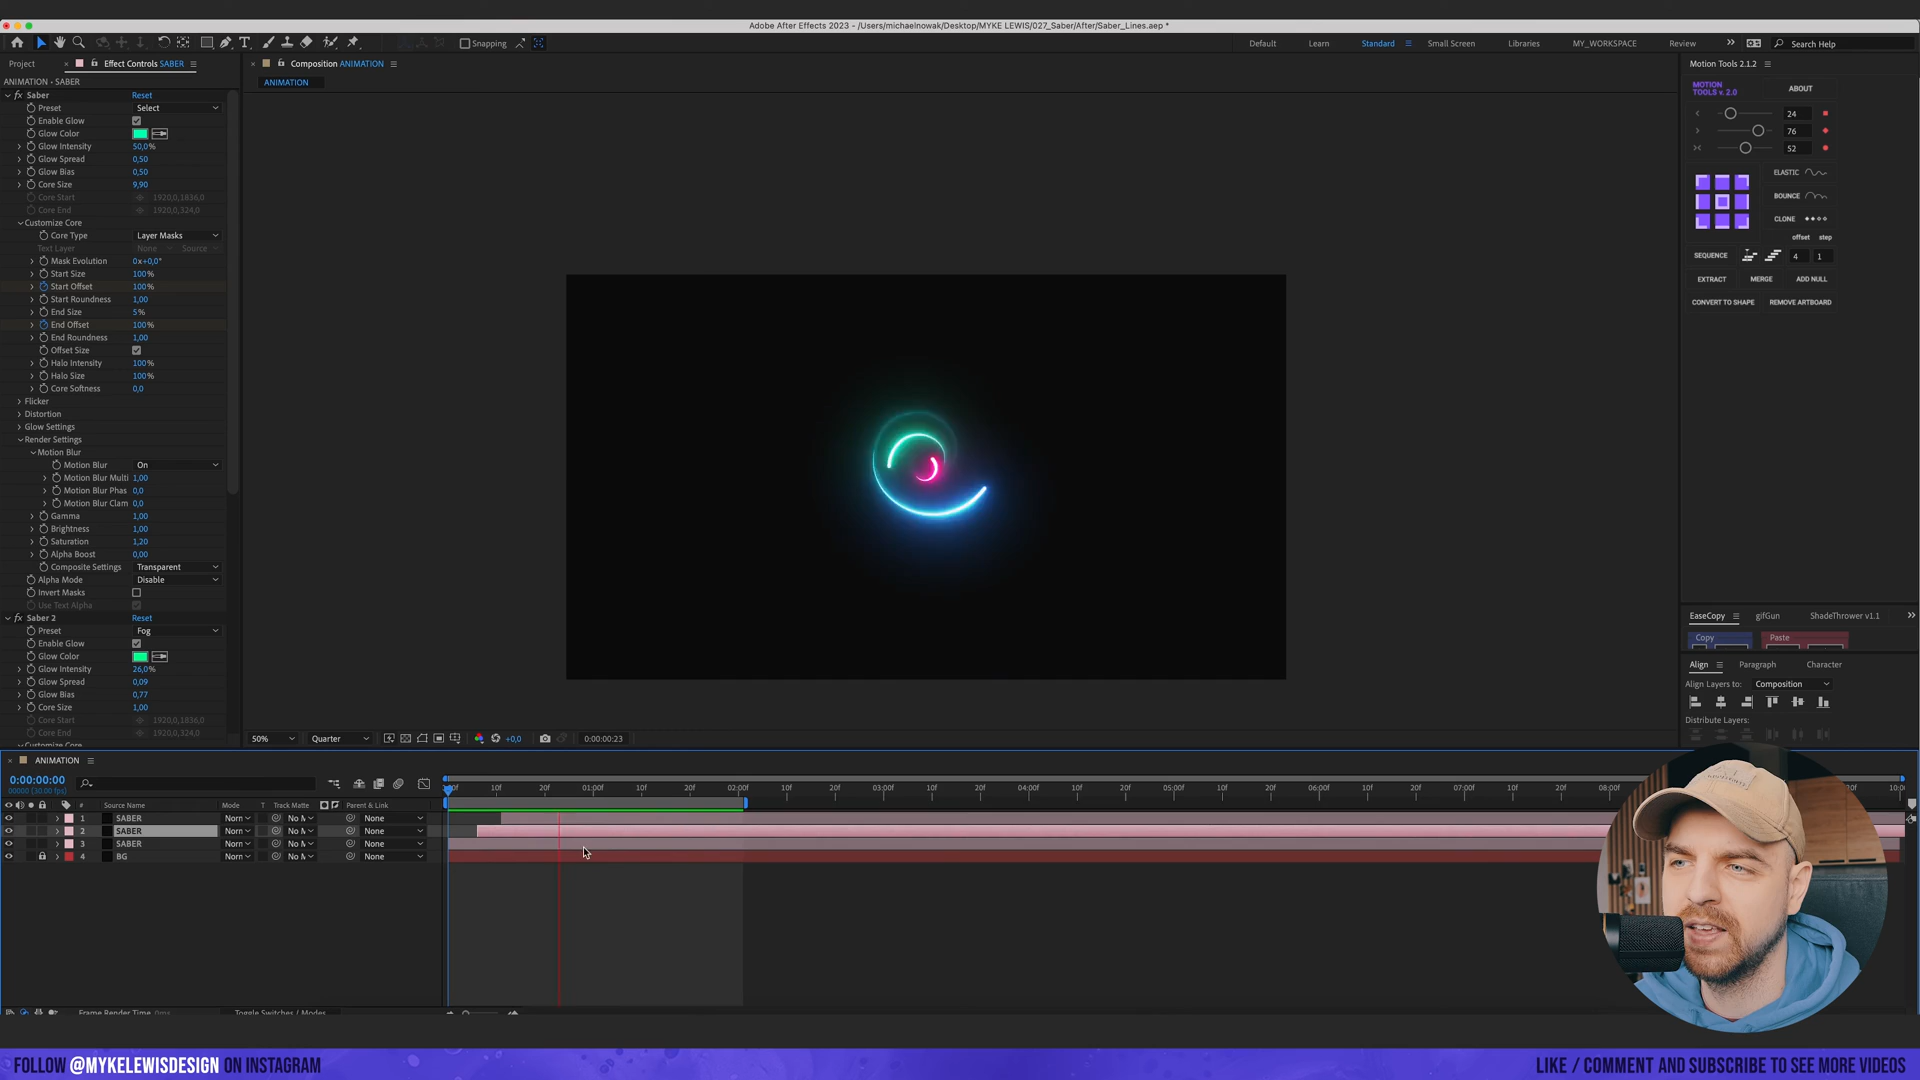 Adobe After Effects 2023 - /Users/michaelnowak/Desktop/MYKE LEWIS/027_Saber/After/Saber_Lines.aep *
Snapping
Default
Learn
Standard
Small Screen
Libraries
MY_WORKSPACE
Review
Search Help
Project
Effect Controls SABER
Composition ANIMATION
Motion Tools 2.1.2
ANIMATION • SABER
ANIMATION
Saber Reset
Preset Select
Enable Glow
Glow Color
Glow Intensity 50,0%
Glow Spread 0,50
Glow Bias 0,50
Core Size 9,90
Core Start 1920,0,1836,0
Core End 1920,0,324,0
Customize Core
Core Type Layer Masks
Text Layer None Source
Mask Evolution 0x+0,0°
Start Size 100%
Start Offset 100%
Start Roundness 1,00
End Size 5%
End Offset 100%
End Roundness 1,00
Offset Size
Halo Intensity 100%
Halo Size 100%
Core Softness 0,0
Flicker
Distortion
Glow Settings
Render Settings
Motion Blur
Motion Blur On
Motion Blur Multi 1,00
Motion Blur Phas 0,0
Motion Blur Clam 0,0
Gamma 1,00
Brightness 1,00
Saturation 1,20
Alpha Boost 0,00
Composite Settings Transparent
Alpha Mode Disable
Invert Masks
Use Text Alpha
Saber 2 Reset
Preset Fog
Enable Glow
Glow Color
Glow Intensity 26,0%
Glow Spread 0,09
Glow Bias 0,77
Core Size 1,00
Core Start 1920,0,1836,0
Core End 1920,0,324,0
Customize Core
MOTION TOOLS v. 2.0
ABOUT
24
76
52
ELASTIC
BOUNCE
CLONE
offset step
SEQUENCE 4 1
EXTRACT MERGE ADD NULL
CONVERT TO SHAPE REMOVE ARTBOARD
EaseCopy gifGun ShadeThrower v1.1
Copy Paste
Align Paragraph Character
Align Layers to: Composition
Distribute Layers:
50% Quarter +0,0 0:00:00:23
ANIMATION
0:00:00:00
00000 (30.00 fps)
# Source Name Mode T Track Matte Parent & Link
1 SABER Norn No M None
2 SABER Norn No M None
3 SABER Norn No M None
4 BG Norn No M None
10f 20f 01:00f 10f 20f 02:00f 10f 20f 03:00f 10f 20f 04:00f 10f 20f 05:00f 10f 20f 06:00f 10f 20f 07:00f 10f 20f 08:00f
Frame Render Time 0ms
Toggle Switches / Modes
FOLLOW @MYKELEWISDESIGN ON INSTAGRAM
LIKE / COMMENT AND SUBSCRIBE TO SEE MORE VIDEOS